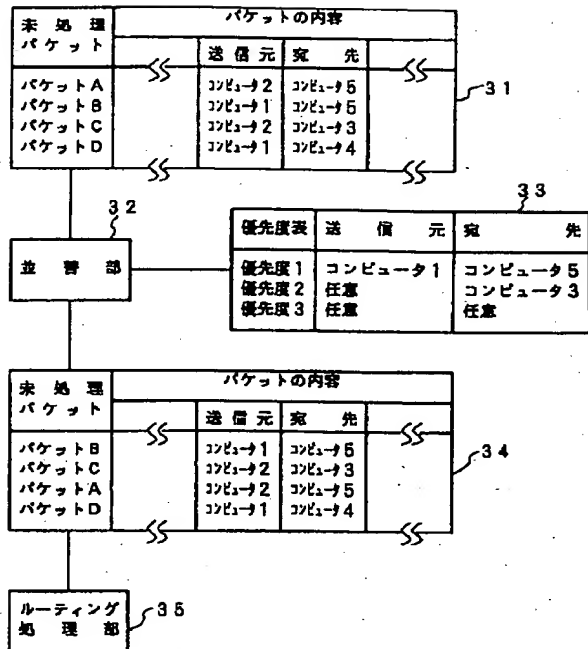 未処理パケット パケットの内容
送信元 宛先
パケットA コンピュータ2 コンピュータ5
パケットB コンピュータ1 コンピュータ5
パケットC コンピュータ2 コンピュータ3
パケットD コンピュータ1 コンピュータ4
31
32
33
並替部
優先度表 送信元 宛先
優先度1 コンピュータ1 コンピュータ5
優先度2 任意 コンピュータ3
優先度3 任意 任意
未処理パケット パケットの内容
送信元 宛先
パケットB コンピュータ1 コンピュータ5
パケットC コンピュータ2 コンピュータ3
パケットA コンピュータ2 コンピュータ5
パケットD コンピュータ1 コンピュータ4
34
ルーティング
処理部
35